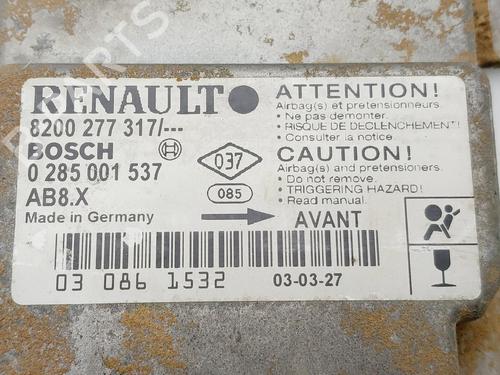 RENAULT
8200 277 317/---
BOSCH
0 285 001 537
AB8.X
Made in Germany
037
085
AVANT
ATTENTION!
Airbag(s) et pretensionneurs.
• Ne pas demonter.
• RISQUE DE DECLENCHEMENT!
• Consulter la notice.
CAUTION!
Airbag(s) and pretensioners.
• Do not remove.
• TRIGGERING HAZARD!
• Read manual.
03 086 1532
03-03-27